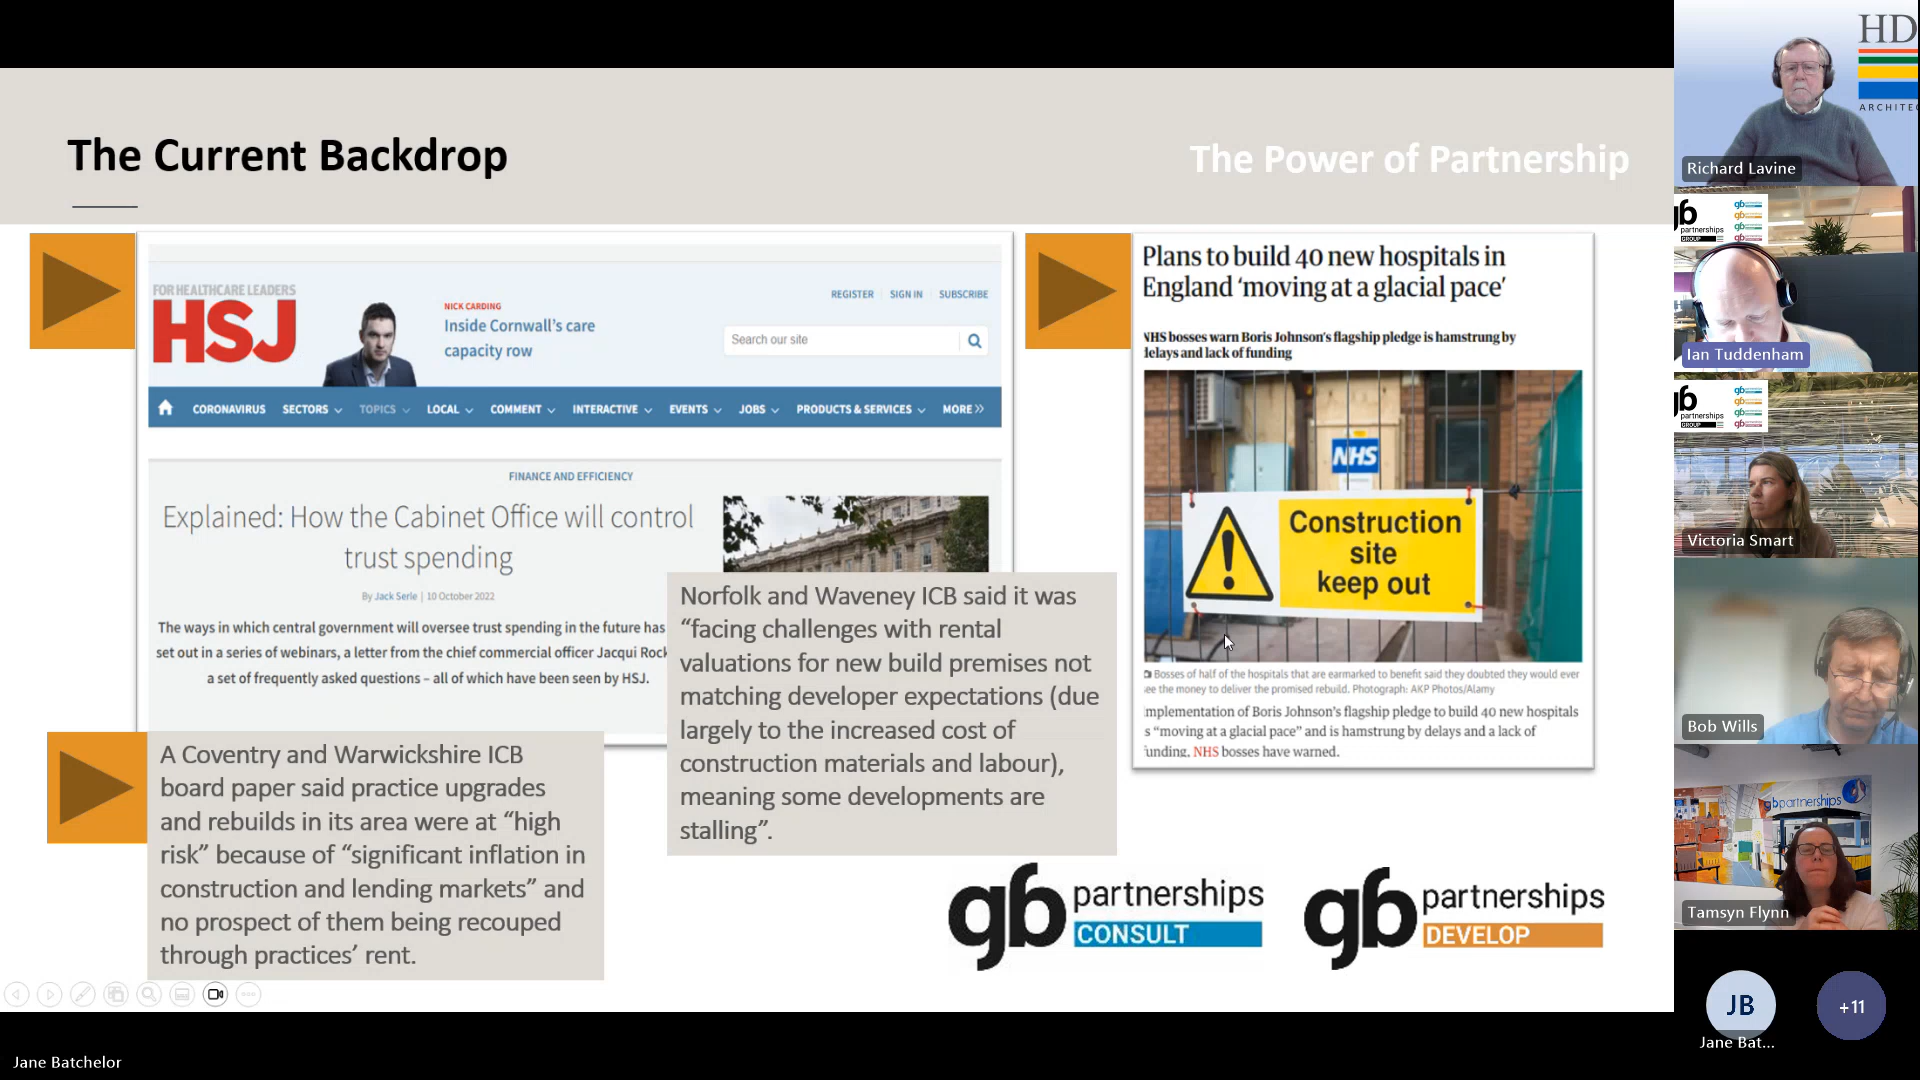 The Current Backdrop
The Power of Partnership
FOR HEALTHCARE LEADERS
HSJ
NICK CARDING
Inside Cornwall's care
capacity row
REGISTER
SIGN IN
SUBSCRIBE
Search our site
CORONAVIRUS
SECTORS
TOPICS
LOCAL
COMMENT
INTERACTIVE
EVENTS
JOBS
PRODUCTS & SERVICES
MORE
FINANCE AND EFFICIENCY
Explained: How the Cabinet Office will control
trust spending
By Jack Serle | 10 October 2022
The ways in which central government will oversee trust spending in the future has
set out in a series of webinars, a letter from the chief commercial officer Jacqui Rock
a set of frequently asked questions – all of which have been seen by HSJ.
A Coventry and Warwickshire ICB
board paper said practice upgrades
and rebuilds in its area were at “high
risk” because of “significant inflation in
construction and lending markets” and
no prospect of them being recouped
through practices’ rent.
Norfolk and Waveney ICB said it was
“facing challenges with rental
valuations for new build premises not
matching developer expectations (due
largely to the increased cost of
construction materials and labour),
meaning some developments are
stalling”.
Plans to build 40 new hospitals in
England ‘moving at a glacial pace’
NHS bosses warn Boris Johnson’s flagship pledge is hamstrung by
delays and lack of funding
NHS
Construction
site
keep out
Bosses of half of the hospitals that are earmarked to benefit said they doubted they would ever
see the money to deliver the promised rebuild. Photograph: AKP Photos/Alamy
mplementation of Boris Johnson’s flagship pledge to build 40 new hospitals
s “moving at a glacial pace” and is hamstrung by delays and a lack of
funding, NHS bosses have warned.
gb partnerships
CONSULT
gb partnerships
DEVELOP
HD
ARCHITEC
Richard Lavine
gb
partnerships
GROUP
Ian Tuddenham
gb
partnerships
GROUP
Victoria Smart
Bob Wills
gbpartnerships
Tamsyn Flynn
JB
Jane Bat...
+11
Jane Batchelor